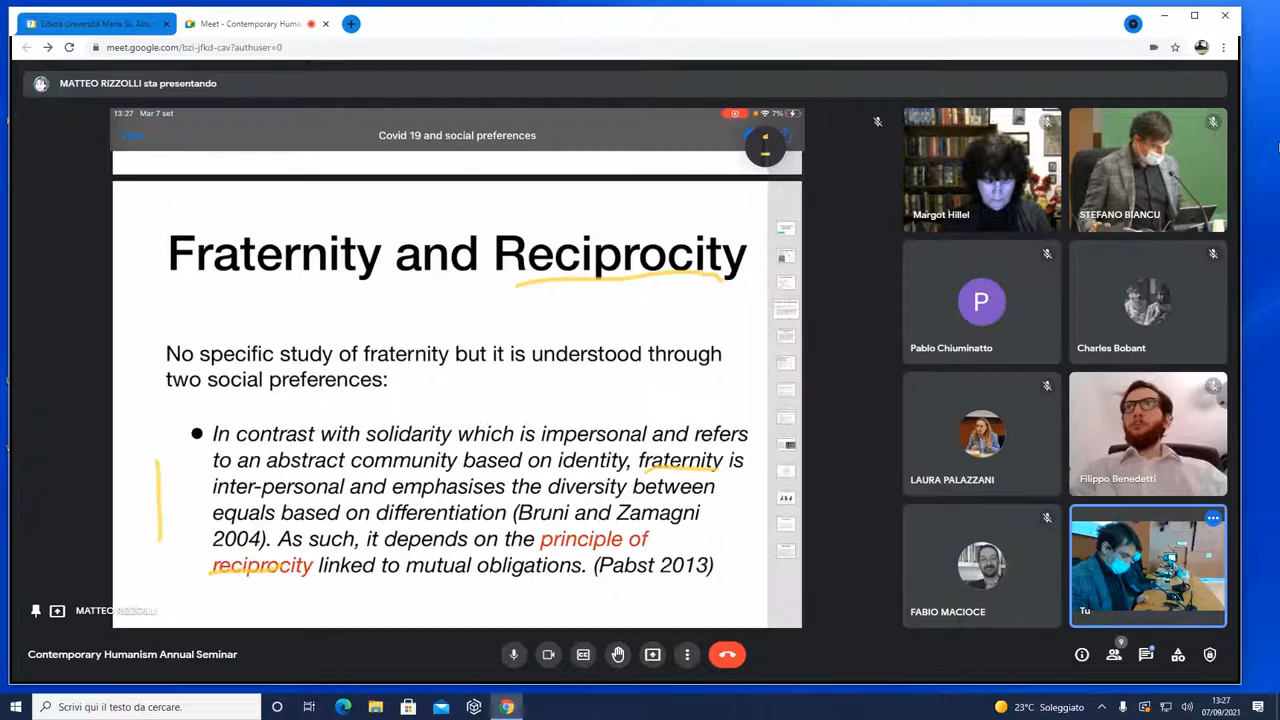 Libera Università Maria Ss. Assu
Meet - Contemporary Huma
meet.google.com/bzi-jfkd-cav?authuser=0
MATTEO RIZZOLLI sta presentando
13:27 Mar 7 set
7%
Fine
Covid 19 and social preferences
Fraternity and Reciprocity
No specific study of fraternity but it is understood through
two social preferences:
In contrast with solidarity which is impersonal and refers
to an abstract community based on identity, fraternity is
inter-personal and emphasises the diversity between
equals based on differentiation (Bruni and Zamagni
2004). As such, it depends on the principle of
reciprocity linked to mutual obligations. (Pabst 2013)
MATTEO RIZZOLLI
Margot Hillel
STEFANO BIANCU
P
Pablo Chiuminatto
Charles Bobant
LAURA PALAZZANI
Filippo Benedetti
FABIO MACIOCE
Tu
Contemporary Humanism Annual Seminar
9
Scrivi qui il testo da cercare.
23°C Soleggiato
13:27
07/09/2021